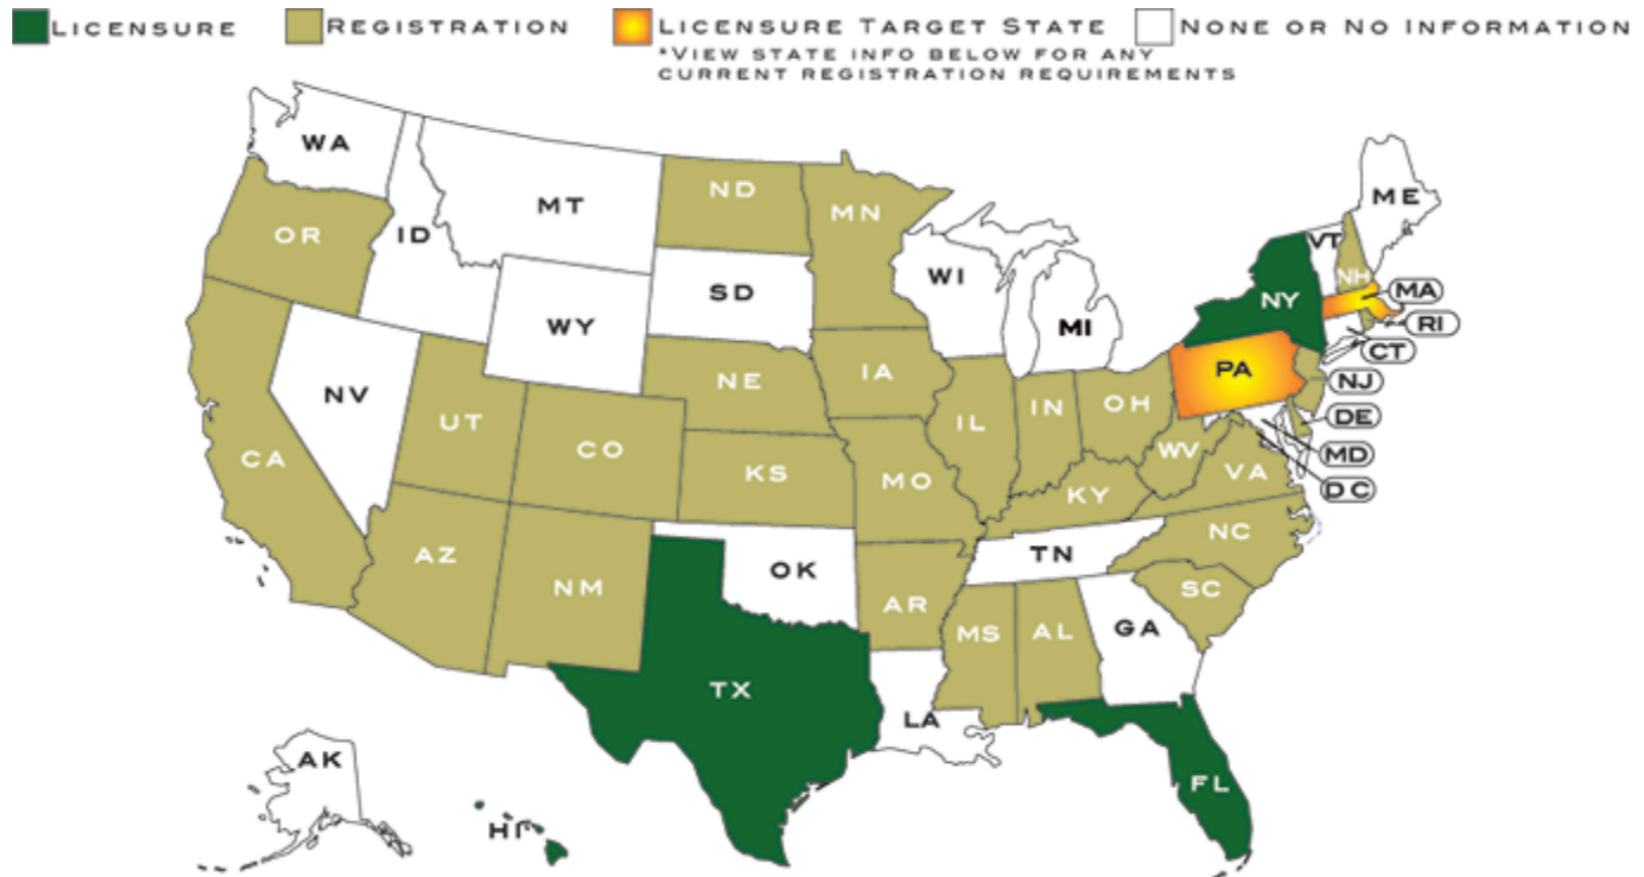 LICENSURE
REGISTRATION
LICENSURE TARGET STATE
NONE OR NO INFORMATION
*VIEW STATE INFO BELOW FOR ANY
CURRENT REGISTRATION REQUIREMENTS
WA
MT
ND
MN
ME
OR
ID
VT
SD
WI
NH
MA
WY
MI
NY
RI
CT
NV
NE
IA
PA
NJ
UT
IL
IN
OH
DE
CA
CO
KS
MO
WV
VA
MD
KY
DC
AZ
NM
OK
TN
NC
AR
SC
MS
AL
GA
TX
LA
AK
FL
HI